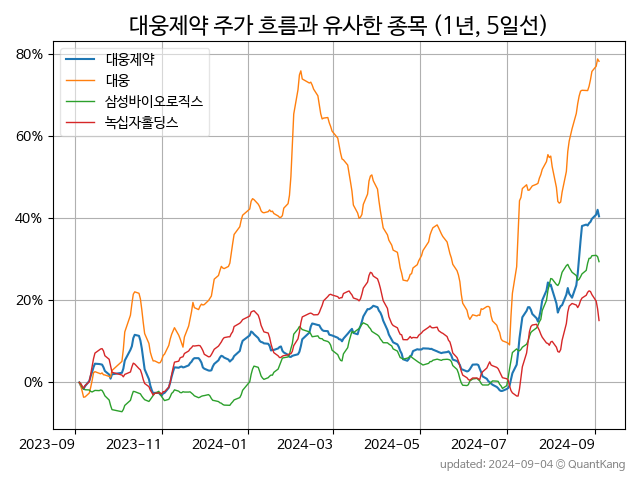 대웅제약 주가 흐름과 유사한 종목 (1년, 5일선)
대웅제약
대웅
삼성바이오로직스
녹십자홀딩스
80%
60%
40%
20%
0%
2023-09
2023-11
2024-01
2024-03
2024-05
2024-07
2024-09
updated: 2024-09-04 © QuantKang